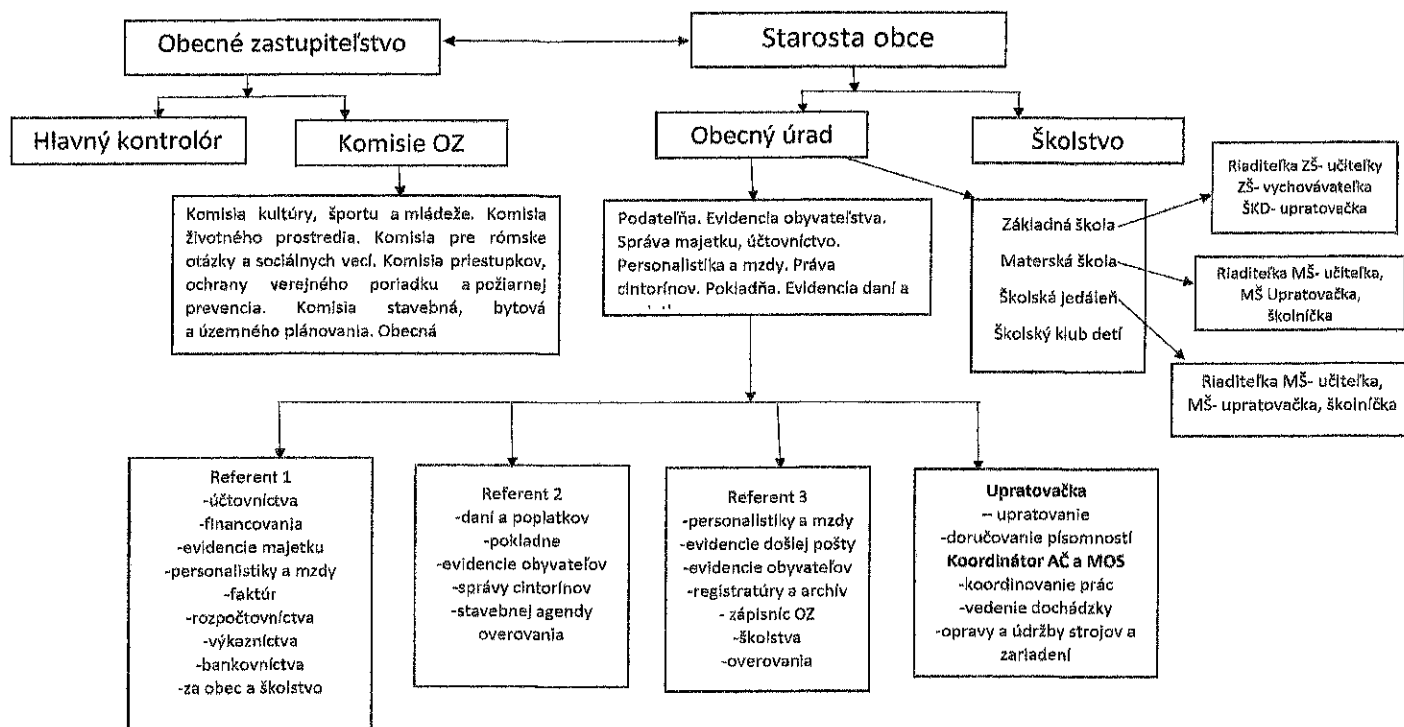 Obecné zastupiteľstvo
Starosta obce
Hlavný kontrolór
Komisie OZ
Obecný úrad
Školstvo
Komisia kultúry, športu a mládeže. Komisia
životného prostredia. Komisia pre rómske
otázky a sociálnych vecí. Komisia priestupkov,
ochrany verejného poriadku a požiarnej
prevencia. Komisia stavebná, bytová
a územného plánovania. Obecná
Podateľňa. Evidencia obyvateľstva.
Správa majetku, účtovníctvo.
Personalistika a mzdy. Práva
cintorínov. Pokladňa. Evidencia daní a
Základná škola
Materská škola
Školská jedáleň
Školský klub detí
Riaditeľka ZŠ- učiteľky
ZŠ- vychovávateľka
ŠKD- upratovačka
Riaditeľka MŠ- učiteľka,
MŠ Upratovačka,
školníčka
Riaditeľka MŠ- učiteľka,
MŠ- upratovačka, školníčka
Referent 1
-účtovníctva
-financovania
-evidencie majetku
-personalistiky a mzdy
-faktúr
-rozpočtovníctva
-výkazníctva
-bankovníctva
-za obec a školstvo
Referent 2
-daní a poplatkov
-pokladne
-evidencie obyvateľov
-správy cintorínov
-stavebnej agendy
overovania
Referent 3
-personalistiky a mzdy
-evidencie došlej pošty
-evidencie obyvateľov
-registratúry a archív
- zápisníc OZ
-školstva
-overovania
Upratovačka
-- upratovanie
-doručovanie písomností
Koordinátor AČ a MOS
-koordinovanie prác
-vedenie dochádzky
-opravy a údržby strojov a
zariadení